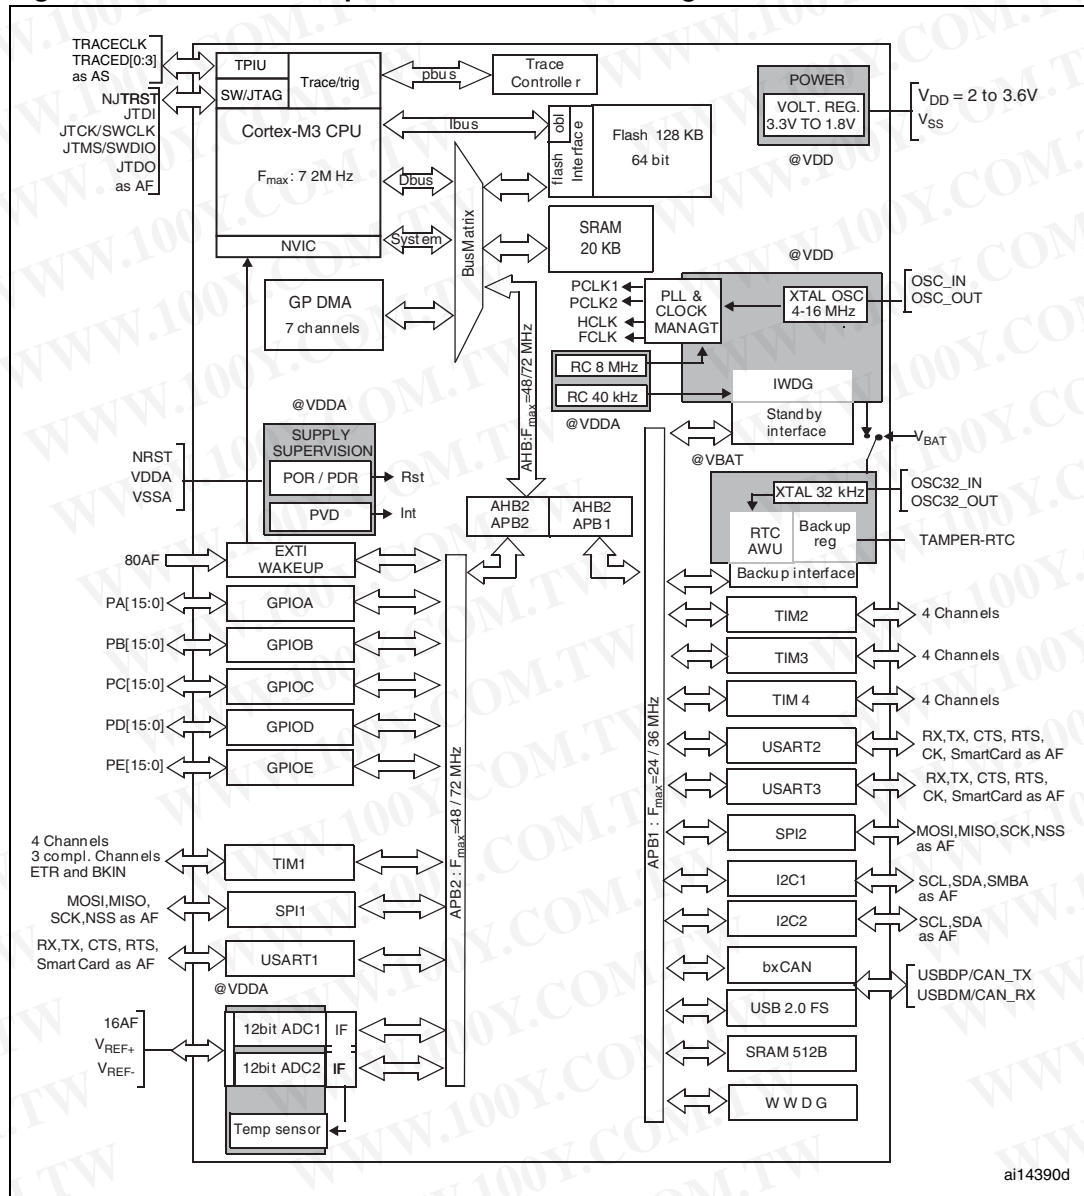 TRACECLK
TRACED[0:3]
as AS
NJTRST
JTDI
JTCK/SWCLK
JTMS/SWDIO
JTDO
as AF
TPIU
SW/JTAG
Trace/trig
Cortex-M3 CPU
Fmax: 7 2M Hz
NVIC
pbus
Trace
Controlle r
Ibus
Dbus
System
BusMatrix
flash obl
Interface
Flash 128 KB
64 bit
SRAM
20 KB
POWER
VOLT. REG.
3.3V TO 1.8V
@VDD
VDD = 2 to 3.6V
VSS
GP DMA
7 channels
AHB:Fmax=48/72 MHz
PCLK1
PCLK2
HCLK
FCLK
PLL &
CLOCK
MANAGT
@VDD
XTAL OSC
4-16 MHz
OSC_IN
OSC_OUT
RC 8 MHz
RC 40 kHz
@VDDA
IWDG
Stand by
interface
VBAT
@VBAT
XTAL 32 kHz
OSC32_IN
OSC32_OUT
RTC
AWU
Back up
reg
TAMPER-RTC
Backup interface
@VDDA
SUPPLY
SUPERVISION
POR / PDR
Rst
PVD
Int
NRST
VDDA
VSSA
AHB2
APB2
AHB2
APB1
80AF
EXTI
WAKEUP
PA[15:0]
GPIOA
PB[15:0]
GPIOB
PC[15:0]
GPIOC
PD[15:0]
GPIOD
PE[15:0]
GPIOE
APB2 : Fmax=48 / 72 MHz
APB1 : Fmax=24 / 36 MHz
4 Channels
3 compl. Channels
ETR and BKIN
TIM1
MOSI,MISO,
SCK,NSS as AF
SPI1
RX,TX, CTS, RTS,
Smart Card as AF
USART1
@VDDA
16AF
VREF+
VREF-
12bit ADC1 IF
12bit ADC2 IF
Temp sensor
TIM2
4 Channels
TIM3
4 Channels
TIM 4
4 Channels
USART2
RX,TX, CTS, RTS,
CK, SmartCard as AF
USART3
RX,TX, CTS, RTS,
CK, SmartCard as AF
SPI2
MOSI,MISO,SCK,NSS
as AF
I2C1
SCL,SDA,SMBA
as AF
I2C2
SCL,SDA
as AF
bxCAN
USBDP/CAN_TX
USBDM/CAN_RX
USB 2.0 FS
SRAM 512B
W W D G
ai14390d
WWW.100Y.COM.TW